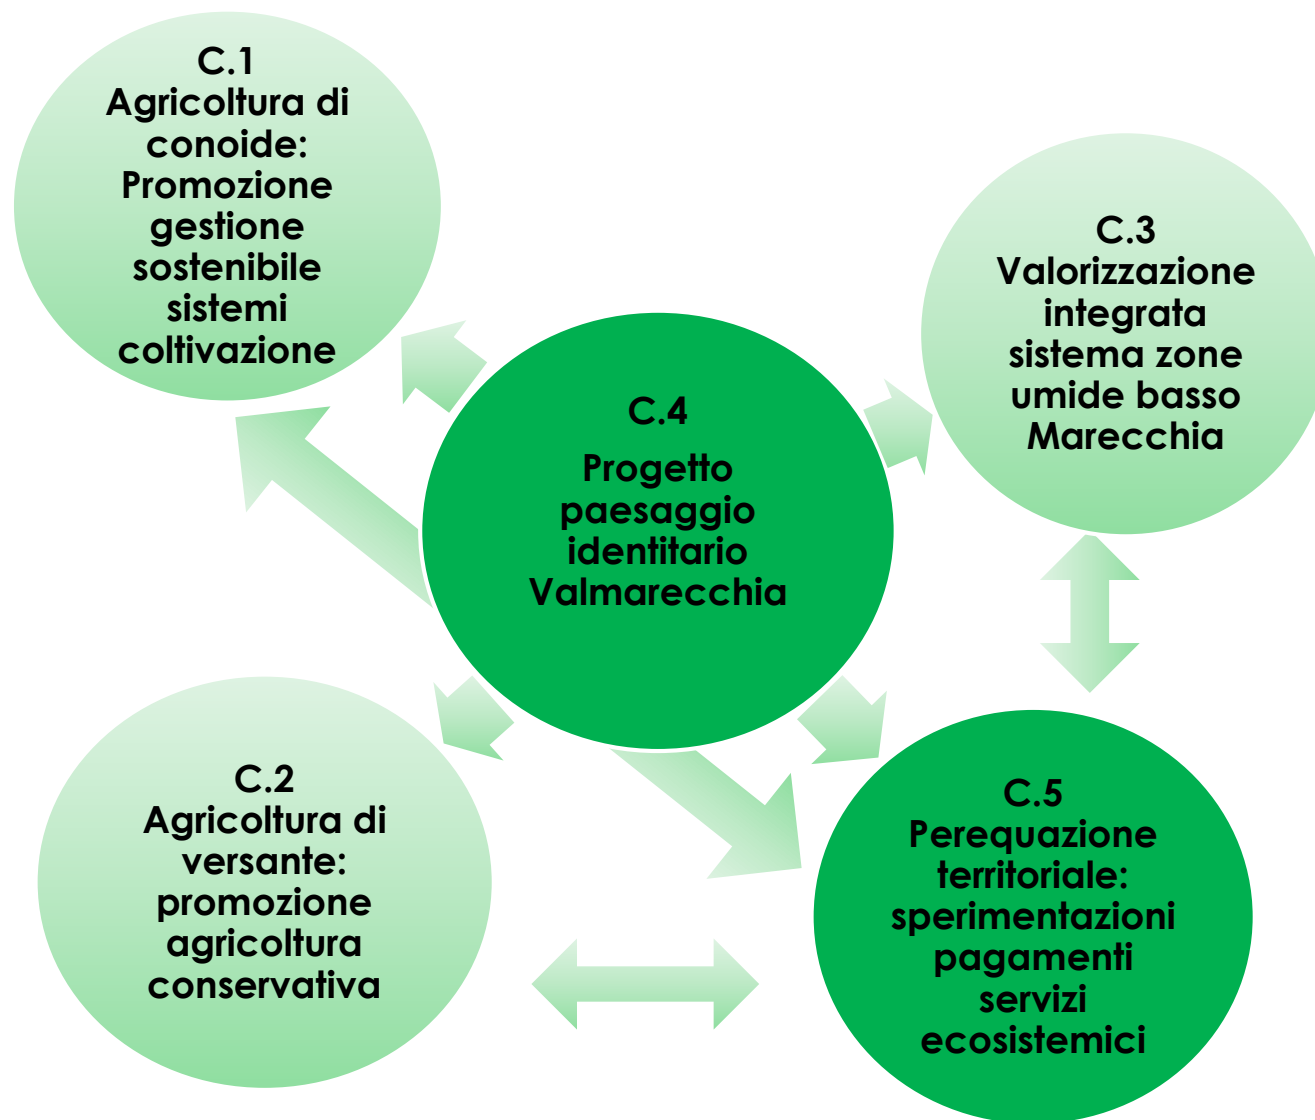 C.1
Agricoltura di
conoide:
Promozione
gestione
sostenibile
sistemi
coltivazione
C.3
Valorizzazione
integrata
sistema zone
umide basso
Marecchia
C.4
Progetto
paesaggio
identitario
Valmarecchia
C.2
Agricoltura di
versante:
promozione
agricoltura
conservativa
C.5
Perequazione
territoriale:
sperimentazioni
pagamenti
servizi
ecosistemici